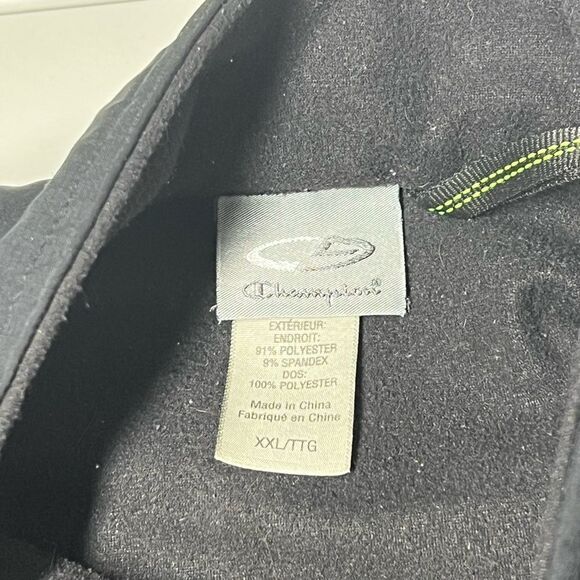 Champion®
EXTÉRIEUR:
ENDROIT:
91% POLYESTER
9% SPANDEX
DOS:
100% POLYESTER
Made in China
Fabriqué en Chine
XXL/TTG